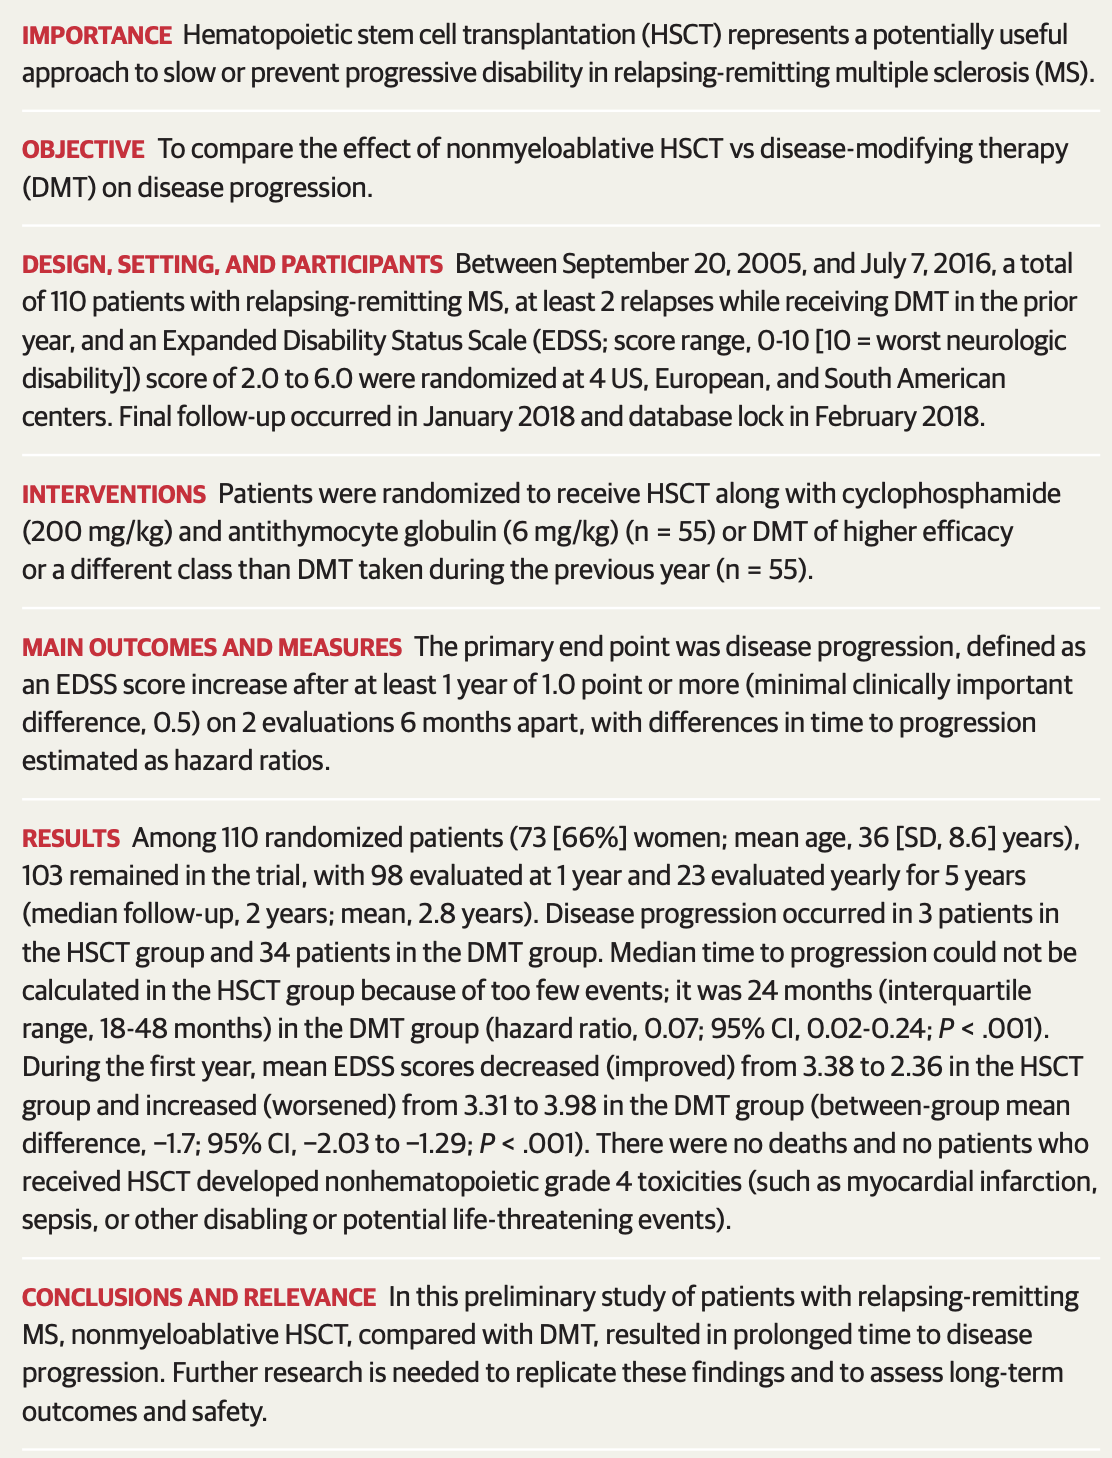 IMPORTANCE Hematopoietic stem cell transplantation (HSCT) represents a potentially useful
approach to slow or prevent progressive disability in relapsing-remitting multiple sclerosis (MS).
OBJECTIVE To compare the effect of nonmyeloablative HSCT vs disease-modifying therapy
(DMT) on disease progression.
DESIGN, SETTING, AND PARTICIPANTS Between September 20, 2005, and July 7, 2016, a total
of 110 patients with relapsing-remitting MS, at least 2 relapses while receiving DMT in the prior
year, and an Expanded Disability Status Scale (EDSS; score range, 0-10 [10 = worst neurologic
disability]) score of 2.0 to 6.0 were randomized at 4 US, European, and South American
centers. Final follow-up occurred in January 2018 and database lock in February 2018.
INTERVENTIONS Patients were randomized to receive HSCT along with cyclophosphamide
(200 mg/kg) and antithymocyte globulin (6 mg/kg) (n = 55) or DMT of higher efficacy
or a different class than DMT taken during the previous year (n = 55).
MAIN OUTCOMES AND MEASURES The primary end point was disease progression, defined as
an EDSS score increase after at least 1 year of 1.0 point or more (minimal clinically important
difference, 0.5) on 2 evaluations 6 months apart, with differences in time to progression
estimated as hazard ratios.
RESULTS Among 110 randomized patients (73 [66%] women; mean age, 36 [SD, 8.6] years),
103 remained in the trial, with 98 evaluated at 1 year and 23 evaluated yearly for 5 years
(median follow-up, 2 years; mean, 2.8 years). Disease progression occurred in 3 patients in
the HSCT group and 34 patients in the DMT group. Median time to progression could not be
calculated in the HSCT group because of too few events; it was 24 months (interquartile
range, 18-48 months) in the DMT group (hazard ratio, 0.07; 95% CI, 0.02-0.24; P < .001).
During the first year, mean EDSS scores decreased (improved) from 3.38 to 2.36 in the HSCT
group and increased (worsened) from 3.31 to 3.98 in the DMT group (between-group mean
difference, −1.7; 95% CI, −2.03 to −1.29; P < .001). There were no deaths and no patients who
received HSCT developed nonhematopoietic grade 4 toxicities (such as myocardial infarction,
sepsis, or other disabling or potential life-threatening events).
CONCLUSIONS AND RELEVANCE In this preliminary study of patients with relapsing-remitting
MS, nonmyeloablative HSCT, compared with DMT, resulted in prolonged time to disease
progression. Further research is needed to replicate these findings and to assess long-term
outcomes and safety.